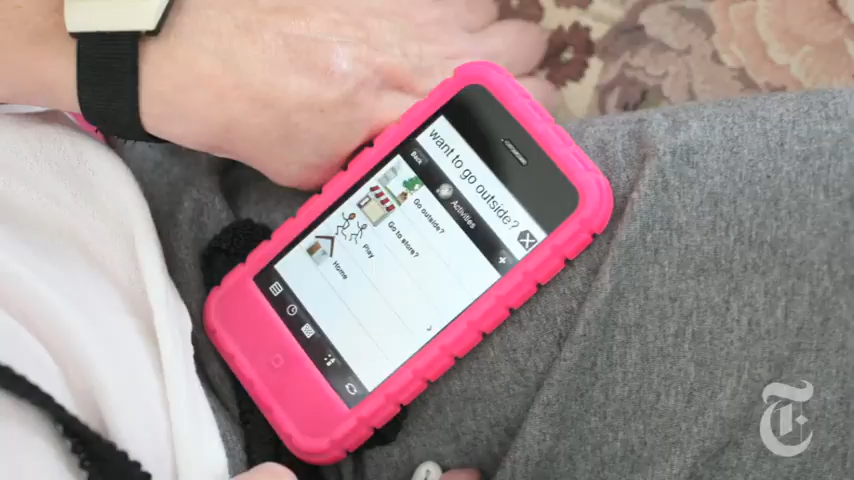 want to go outside?
Back
Activities
+
Go outside?
Go to store?
Play
Home
T